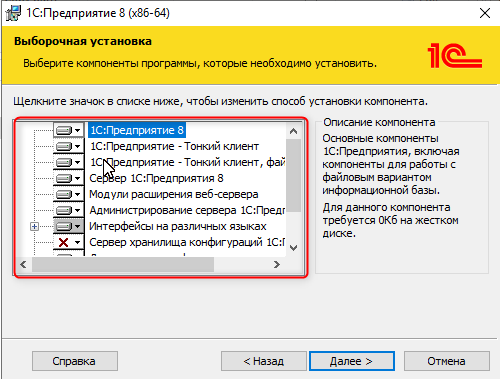 1С:Предприятие 8 (x86-64)
Выборочная установка
Выберите компоненты программы, которые необходимо установить.
1С
Щелкните значок в списке ниже, чтобы изменить способ установки компонента.
1С:Предприятие 8
1С:Предприятие - Тонкий клиент
1С:Предприятие - Тонкий клиент, фай
Сервер 1С:Предприятия 8
Модули расширения веб-сервера
Администрирование сервера 1С:Пред
Интерфейсы на различных языках
Сервер хранилища конфигураций 1С:П
Описание компонента
Основные компоненты
1С:Предприятия, включая
компоненты для работы с
файловым вариантом
информационной базы.
Для данного компонента
требуется 0Кб на жестком
диске.
Справка
< Назад
Далее >
Отмена